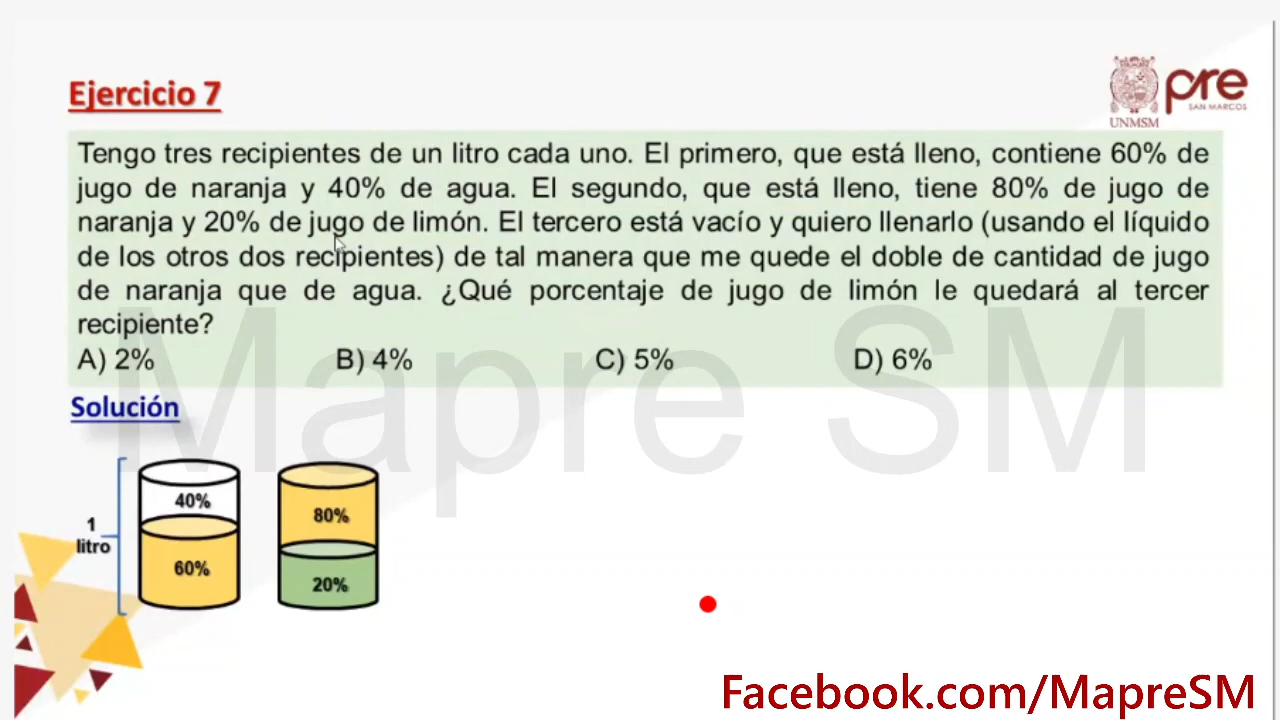 Ejercicio 7
UNMSM
pre
SAN MARCOS
Tengo tres recipientes de un litro cada uno. El primero, que está lleno, contiene 60% de
jugo de naranja y 40% de agua. El segundo, que está lleno, tiene 80% de jugo de
naranja y 20% de jugo de limón. El tercero está vacío y quiero llenarlo (usando el líquido
de los otros dos recipientes) de tal manera que me quede el doble de cantidad de jugo
de naranja que de agua. ¿Qué porcentaje de jugo de limón le quedará al tercer
recipiente?
A) 2% B) 4% C) 5% D) 6%
Mapre SM
Solución
1
litro
40%
60%
80%
20%
Facebook.com/MapreSM